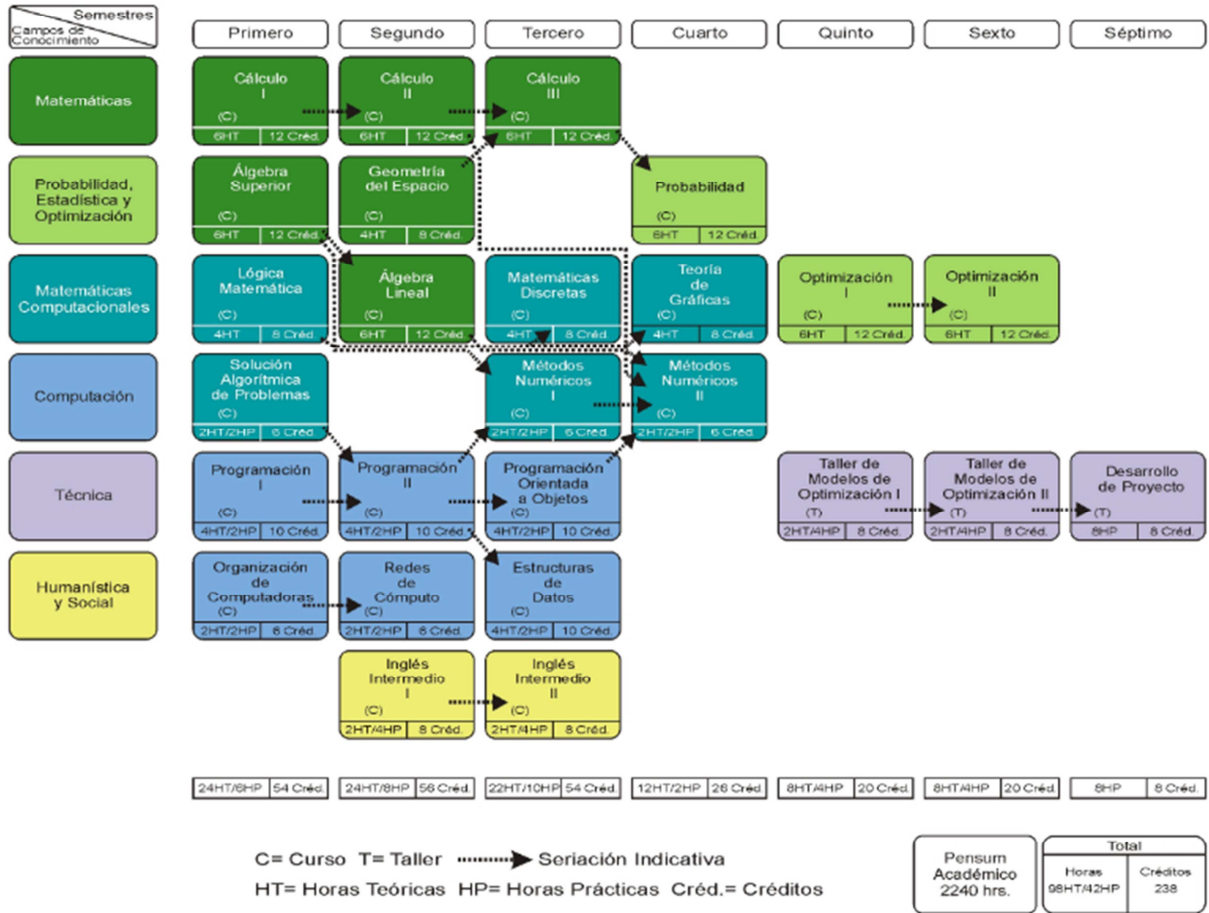 Semestres
Campos de
Conocimiento
Primero
Segundo
Tercero
Cuarto
Quinto
Sexto
Séptimo
Matemáticas
Cálculo
I
(C)
6HT 12 Créd.
Cálculo
II
(C)
6HT 12 Créd.
Cálculo
III
(C)
6HT 12 Créd.
Probabilidad,
Estadística y
Optimización
Álgebra
Superior
(C)
6HT 12 Créd.
Geometría
del Espacio
(C)
4HT 8 Créd.
Probabilidad
(C)
6HT 12 Créd.
Matemáticas
Computacionales
Lógica
Matemática
(C)
4HT 8 Créd.
Álgebra
Lineal
(C)
6HT 12 Créd.
Matemáticas
Discretas
(C)
4HT 8 Créd.
Teoría
de
Gráficas
(C)
4HT 8 Créd.
Optimización
I
(C)
6HT 12 Créd.
Optimización
II
(C)
6HT 12 Créd.
Computación
Solución
Algorítmica
de Problemas
(C)
2HT/2HP 6 Créd.
Métodos
Numéricos
I
(C)
2HT/2HP 6 Créd.
Métodos
Numéricos
II
(C)
2HT/2HP 6 Créd.
Técnica
Programación
I
(C)
4HT/2HP 10 Créd.
Programación
II
(C)
4HT/2HP 10 Créd.
Programación
Orientada
a Objetos
(C)
4HT/2HP 10 Créd.
Taller de
Modelos de
Optimización I
(T)
2HT/4HP 8 Créd.
Taller de
Modelos de
Optimización II
(T)
2HT/4HP 8 Créd.
Desarrollo
de Proyecto
(T)
8HP 8 Créd.
Humanística
y Social
Organización
de
Computadoras
(C)
2HT/2HP 6 Créd.
Redes
de
Cómputo
(C)
2HT/2HP 6 Créd.
Estructuras
de
Datos
(C)
4HT/2HP 10 Créd.
Inglés
Intermedio
I
(C)
2HT/4HP 8 Créd.
Inglés
Intermedio
II
(C)
2HT/4HP 8 Créd.
24HT/6HP 54 Créd.
24HT/8HP 56 Créd.
22HT/10HP 54 Créd.
12HT/2HP 26 Créd.
8HT/4HP 20 Créd.
8HT/4HP 20 Créd.
8HP 8 Créd.
C= Curso T= Taller Seriación Indicativa
HT= Horas Teóricas HP= Horas Prácticas Créd.= Créditos
Pensum
Académico
2240 hrs.
Total
Horas
98HT/42HP
Créditos
238